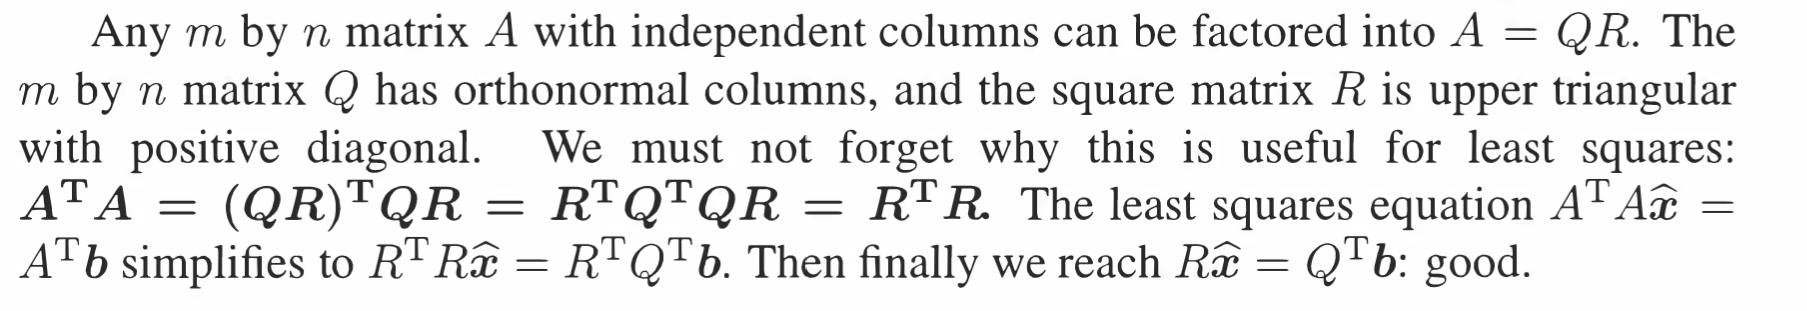 Any m by n matrix A with independent columns can be factored into A = QR. The
m by n matrix Q has orthonormal columns, and the square matrix R is upper triangular
with positive diagonal. We must not forget why this is useful for least squares:
AᵀA = (QR)ᵀQR = RᵀQᵀQR = RᵀR. The least squares equation AᵀAx̂ =
Aᵀb simplifies to RᵀRx̂ = RᵀQᵀb. Then finally we reach Rx̂ = Qᵀb: good.